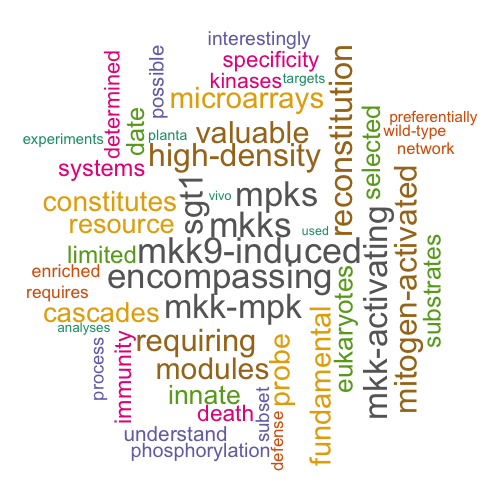 interestingly
specificity
kinases
targets
microarrays
possible
determined
date
experiments
planta
valuable
high-density
systems
reconstitution
selected
preferentially
wild-type
network
constitutes
resource
sgt1
vivo
mpks
mkks
used
limited
mkk9-induced
encompassing
enriched
requires
cascades
mkk-mpk
analyses
requiring
modules
process
immunity
innate
death
understand
phosphorylation
subset
defense
probe
fundamental
eukaryotes
mkk-activating
mitogen-activated
substrates